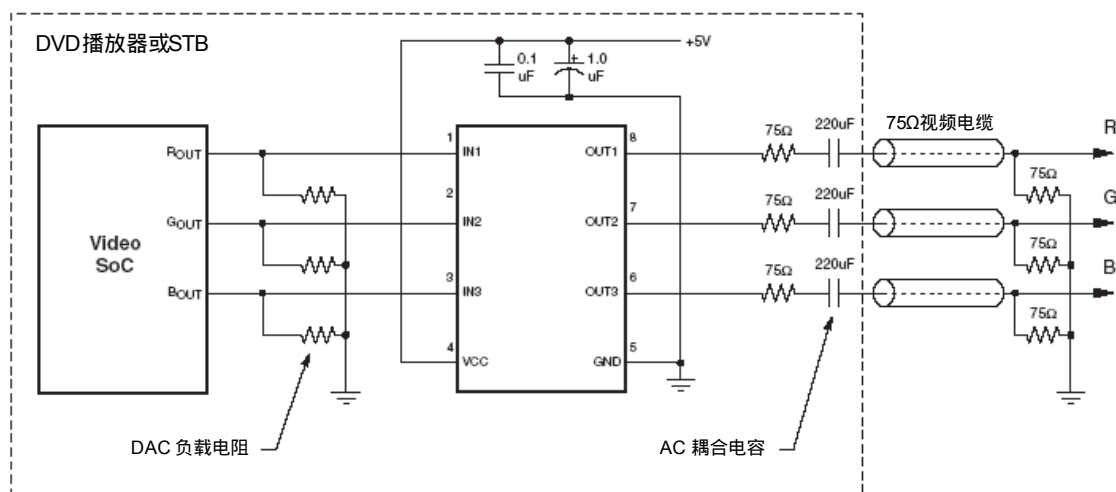 DVD播放器或STB
+5V
0.1
uF
+ 1.0
uF
Video
SoC
ROUT
GOUT
BOUT
1
IN1
2
IN2
3
IN3
4
VCC
8
OUT1
7
OUT2
6
OUT3
5
GND
75Ω
220uF
75Ω
220uF
75Ω
220uF
75Ω视频电缆
R
75Ω
G
75Ω
B
75Ω
DAC 负载电阻
AC 耦合电容